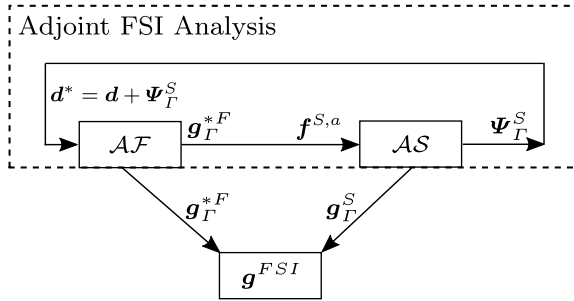 Adjoint FSI Analysis
𝒅* = 𝒅 + 𝜳_Γ^S
𝒈_Γ^{*F}
𝒇^{S,a}
𝜳_Γ^S
𝒜ℱ
𝒜𝒮
𝒈_Γ^{*F}
𝒈_Γ^S
𝒈^{FSI}